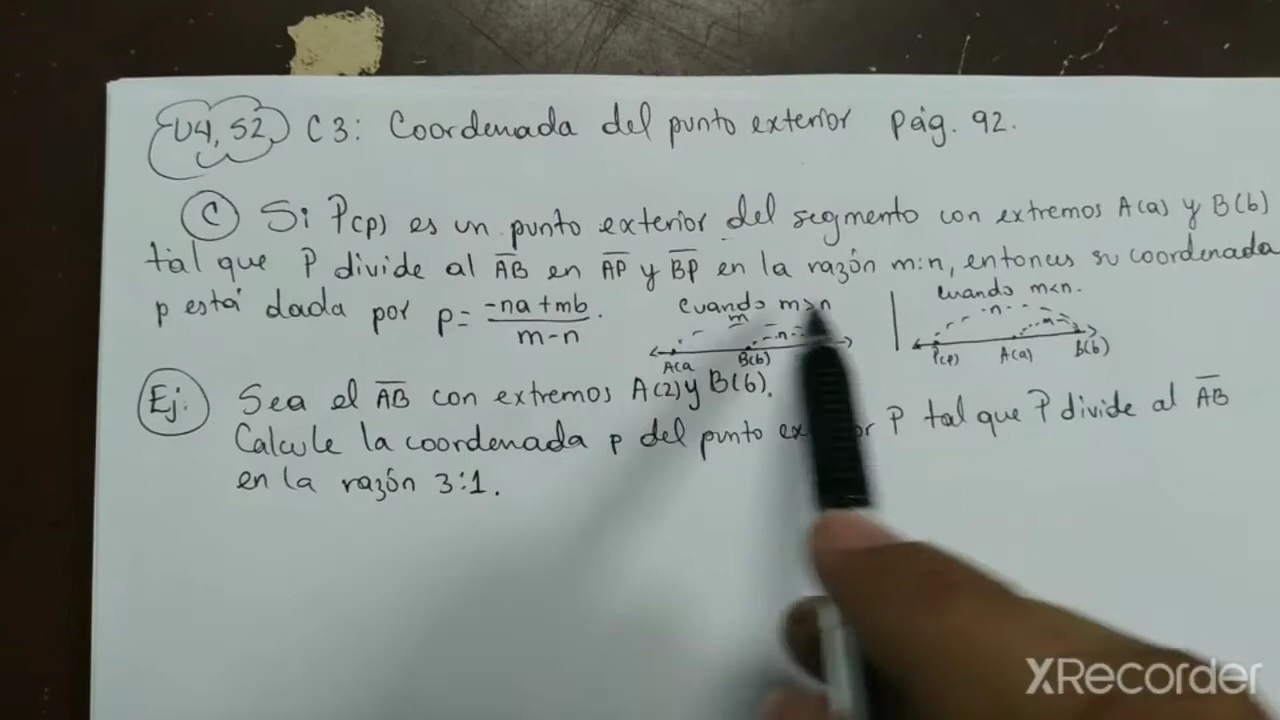 U4, S2 C3: Coordenada del punto exterior pág. 92.
C Si P(p) es un punto exterior del segmento con extremos A(a) y B(b)
tal que P divide al AB en AP y BP en la razón m:n, entonces su coordenada
p está dada por p= -na+mb / m-n .
Cuando m>n
m
n
A(a
B(b)
cuando m<n.
n
m
P(p)
A(a)
B(b)
Ej: Sea el AB con extremos A(2) y B(6).
Calcule la coordenada p del punto P tal que P divide al AB
en la razón 3:1.
XRecorder